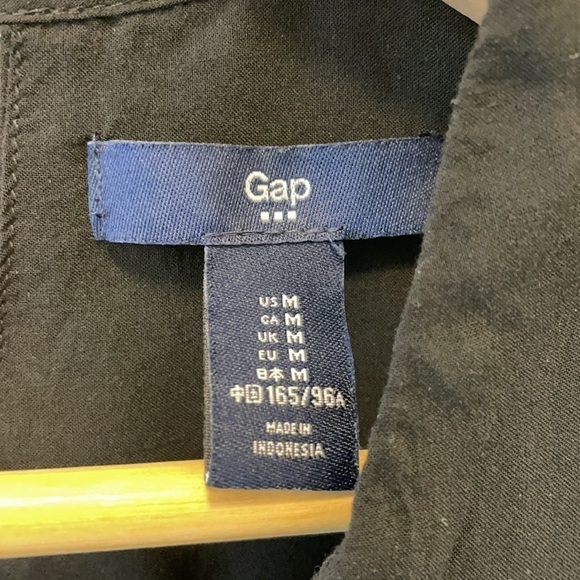 Gap
US M
CA M
UK M
EU M
日本 M
中国 165/96A
MADE IN
INDONESIA